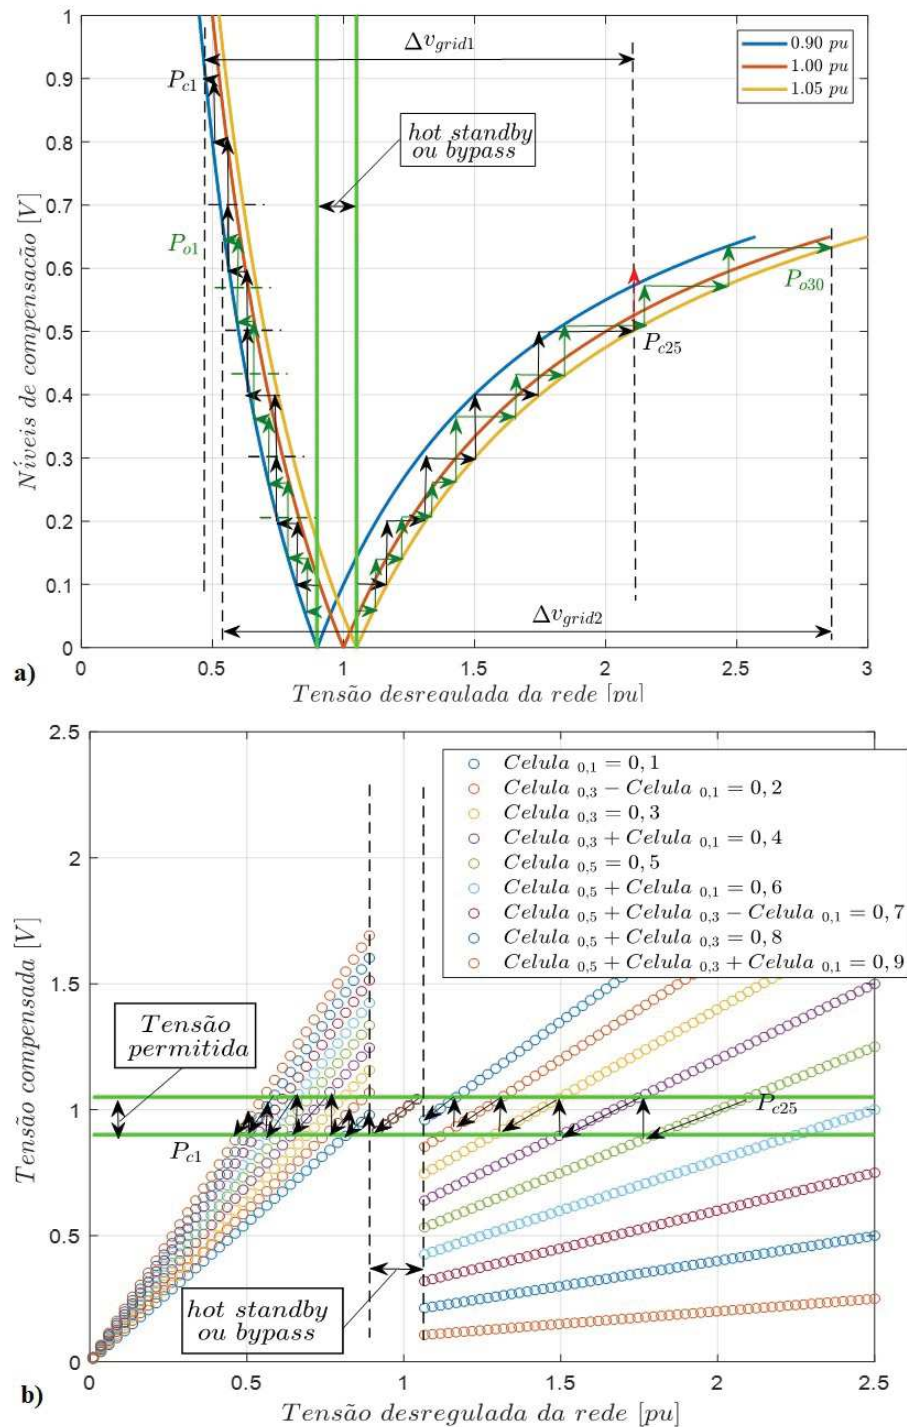 1
Δv_grid1
0.90 pu
1.00 pu
1.05 pu
0.9
P_c1
0.8
hot standby
ou bypass
0.7
P_o1
0.6
P_o30
0.5
P_c25
0.4
0.3
0.2
0.1
Δv_grid2
0
Níveis de compensacão [V]
0 0.5 1 1.5 2 2.5 3
a)
Tensão desregulada da rede [pu]
2.5
Celula 0,1 = 0, 1
Celula 0,3 − Celula 0,1 = 0, 2
Celula 0,3 = 0, 3
Celula 0,3 + Celula 0,1 = 0, 4
Celula 0,5 = 0, 5
Celula 0,5 + Celula 0,1 = 0, 6
Celula 0,5 + Celula 0,3 − Celula 0,1 = 0, 7
Celula 0,5 + Celula 0,3 = 0, 8
Celula 0,5 + Celula 0,3 + Celula 0,1 = 0, 9
2
1.5
Tensão
permitida
1
P_c25
P_c1
0.5
hot standby
ou bypass
0
Tensão compensada [V]
0 0.5 1 1.5 2 2.5
b)
Tensão desregulada da rede [pu]